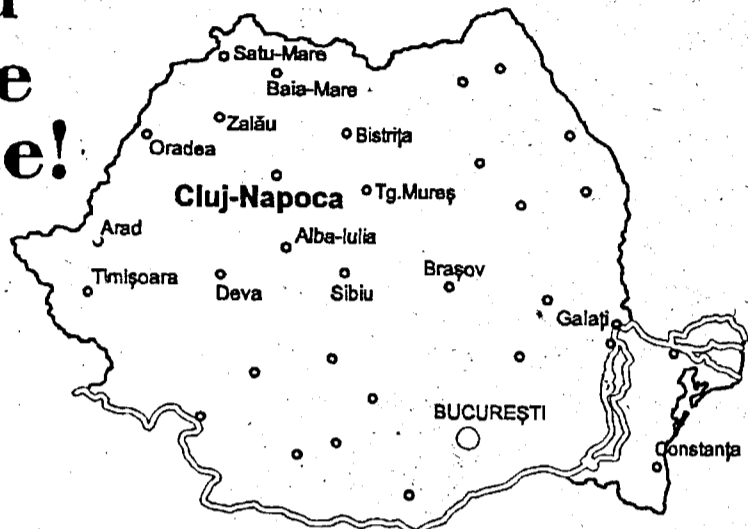 e
e!
Satu-Mare
Baia-Mare
Zalău
Oradea
Bistrița
Cluj-Napoca
Tg.Mureș
Arad
Alba-Iulia
Timișoara
Deva
Sibiu
Brașov
Galați
BUCUREȘTI
Constanța